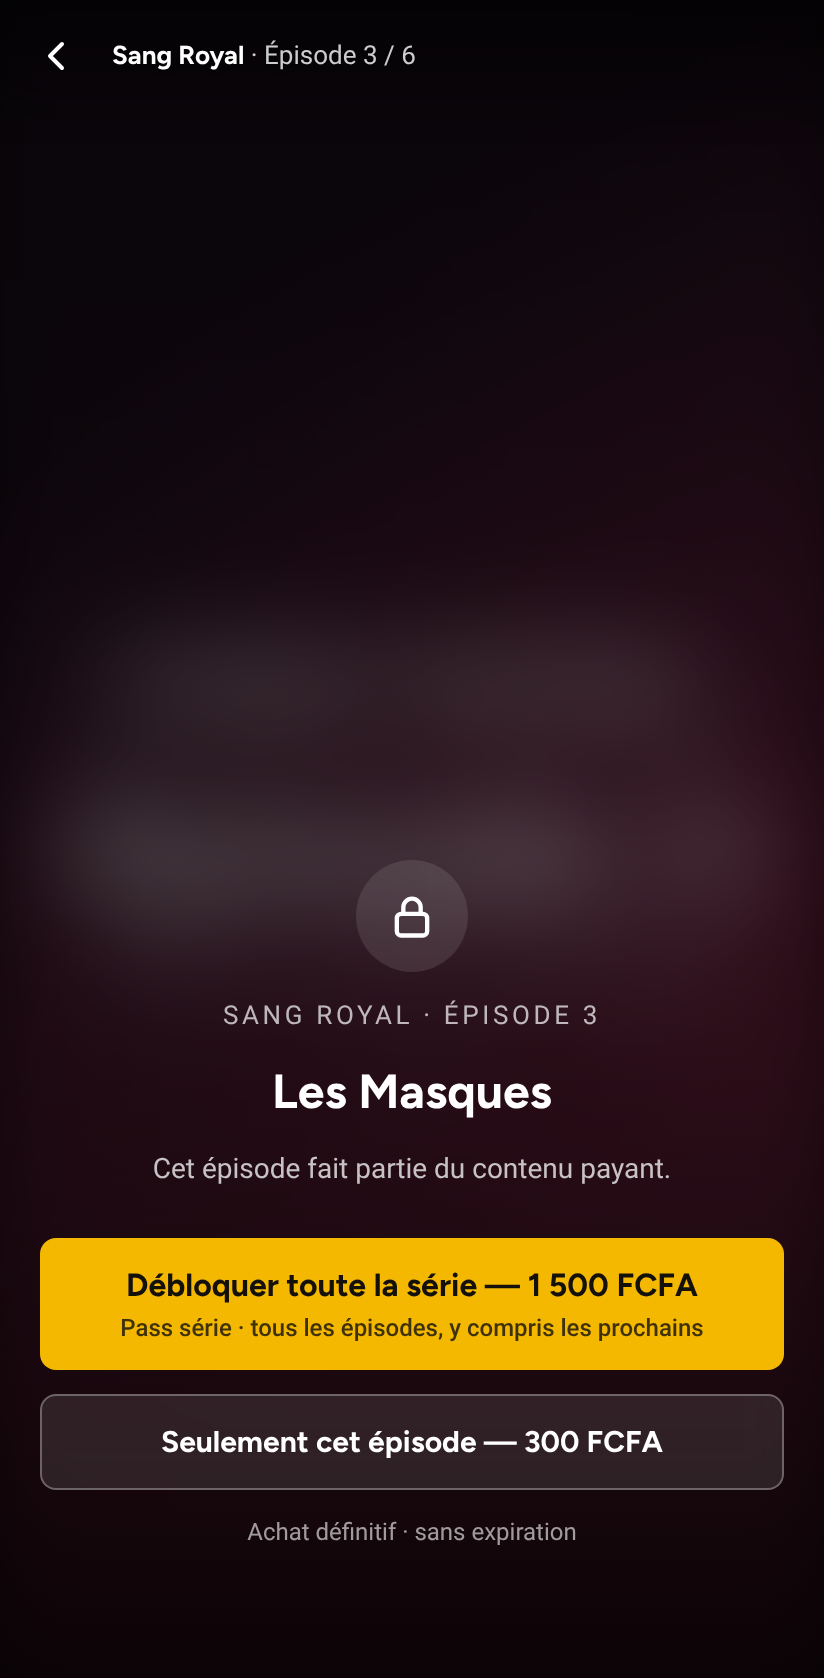 Sang Royal · Épisode 3 / 6
SANG ROYAL · ÉPISODE 3
Les Masques
Cet épisode fait partie du contenu payant.
Débloquer toute la série — 1 500 FCFA
Pass série · tous les épisodes, y compris les prochains
Seulement cet épisode — 300 FCFA
Achat définitif · sans expiration